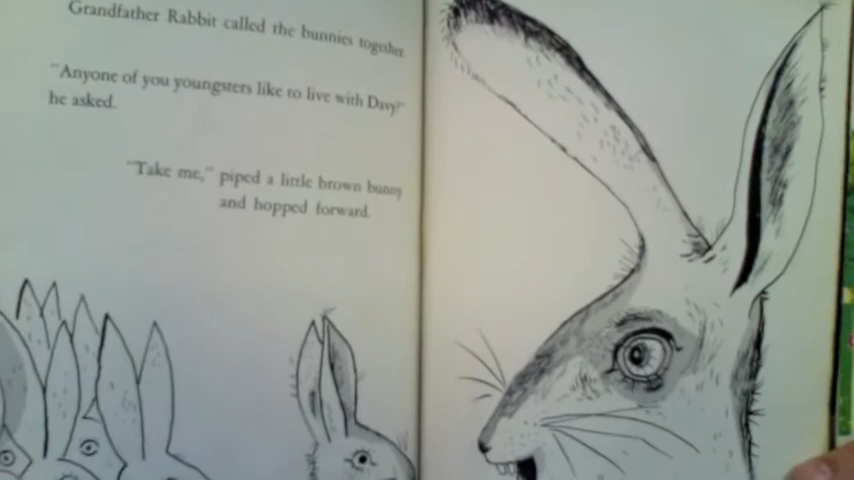 Grandfather Rabbit called the bunnies together.
"Anyone of you youngsters like to live with Davy?"
he asked.
"Take me," piped a little brown bunny
and hopped forward.